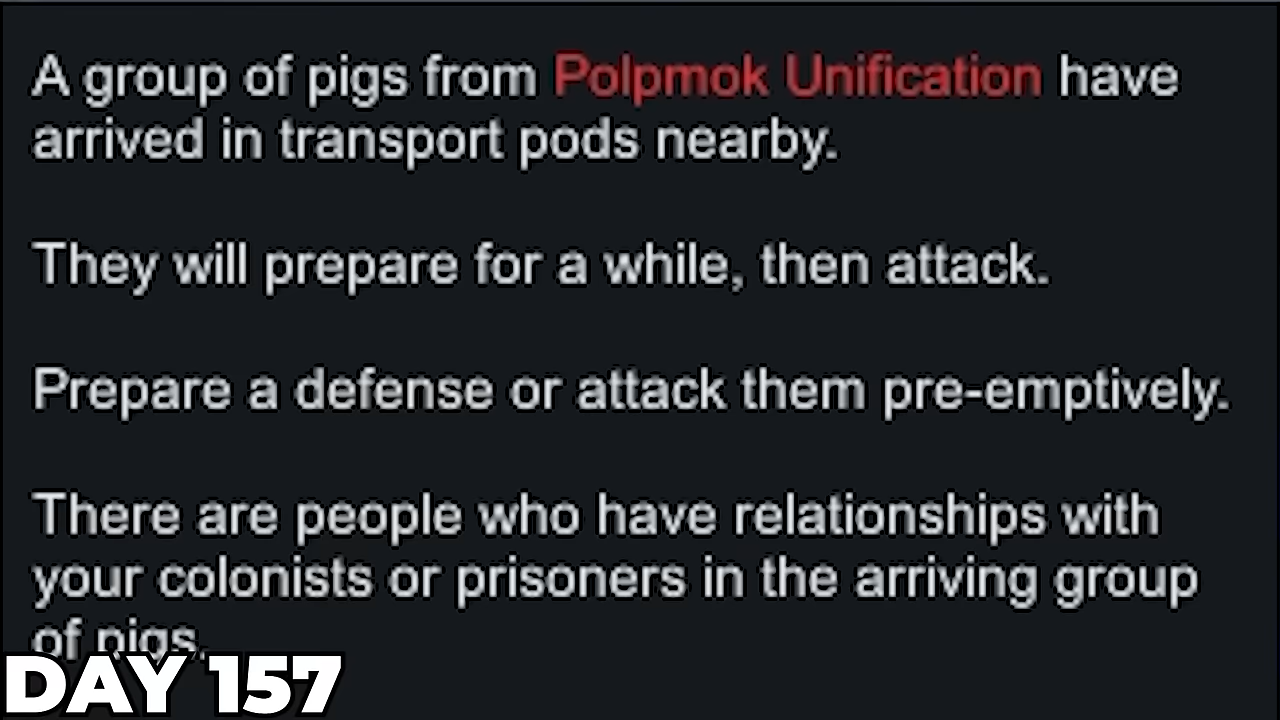 A group of pigs from Polpmok Unification have
arrived in transport pods nearby.
They will prepare for a while, then attack.
Prepare a defense or attack them pre-emptively.
There are people who have relationships with
your colonists or prisoners in the arriving group
of pigs.
DAY 157